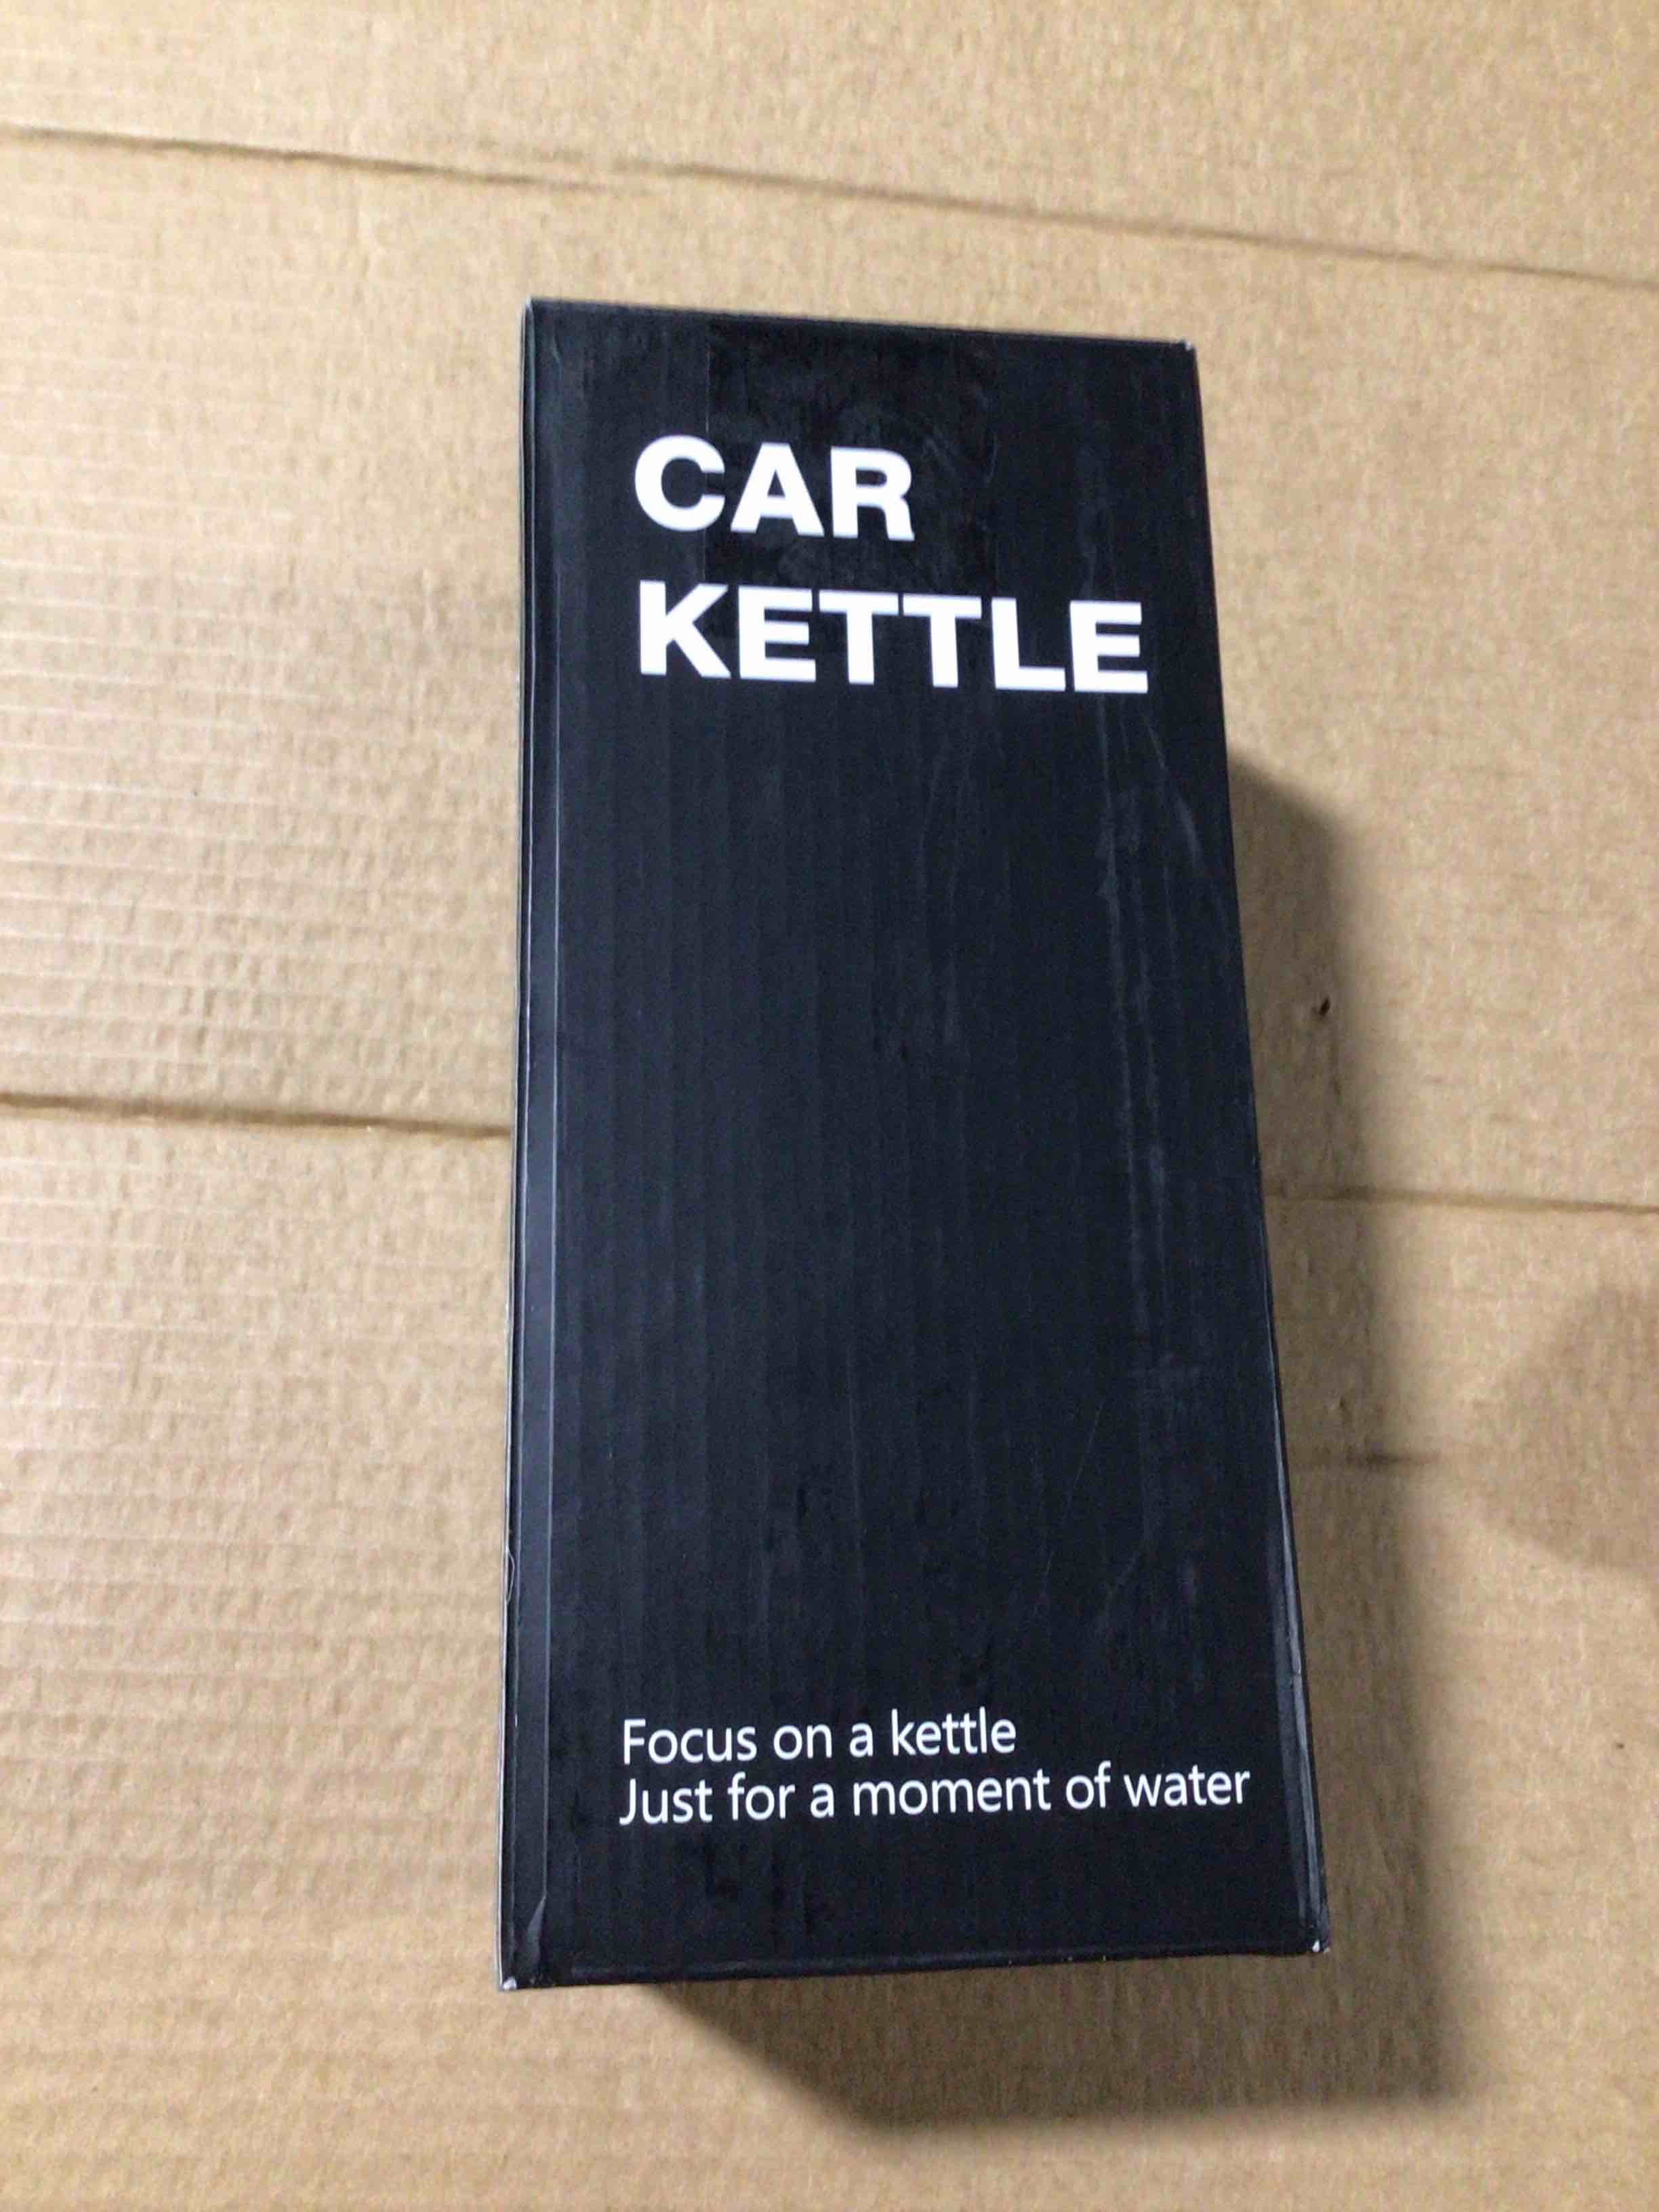 CAR
KETTLE
Focus on a kettle
Just for a moment of water